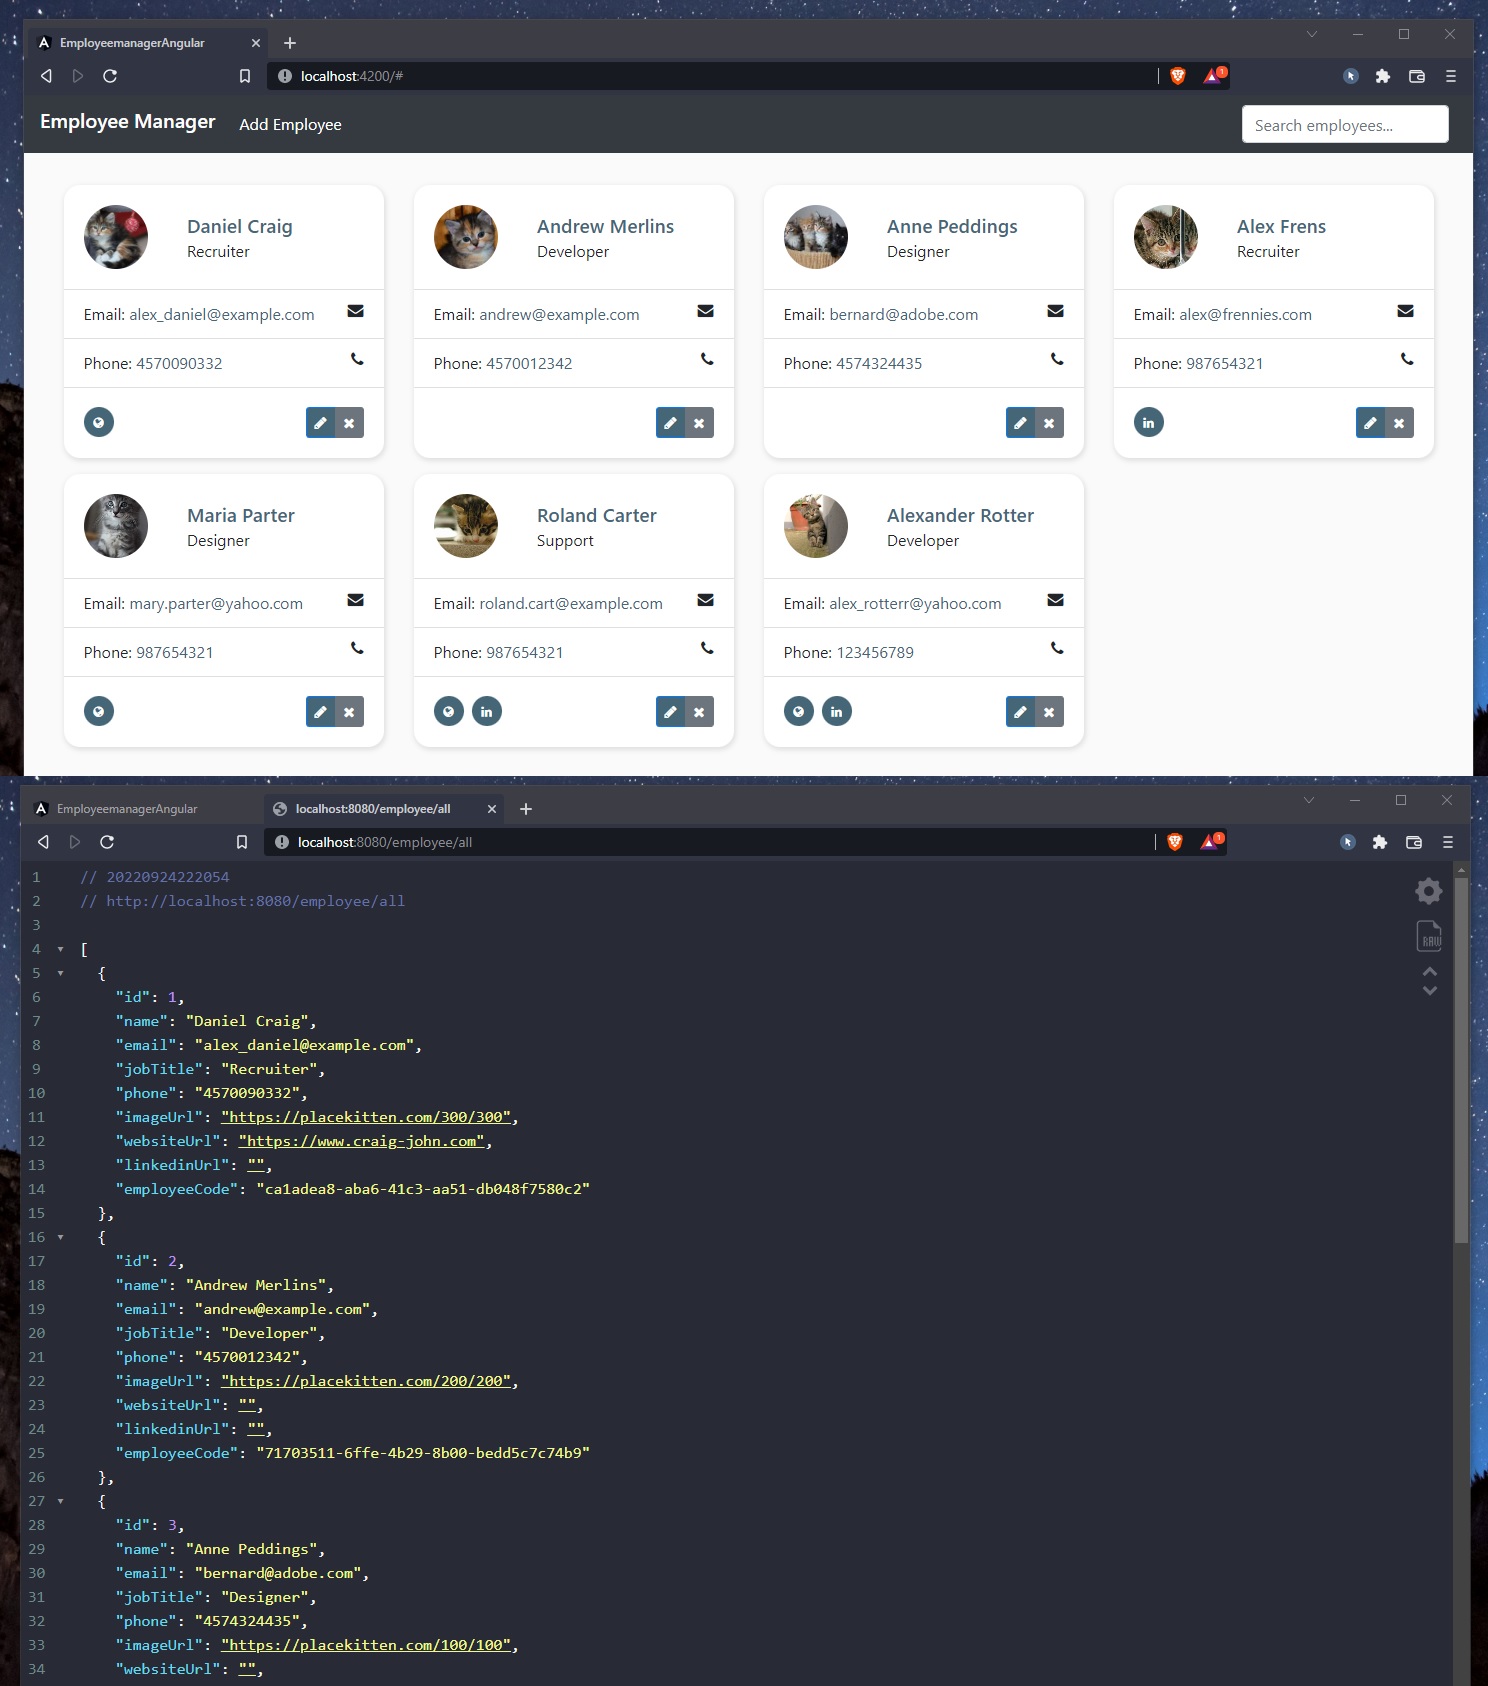 EmployeemanagerAngular
localhost:4200/#
1
Employee Manager Add Employee Search employees...
Daniel Craig
Recruiter
Email: alex_daniel@example.com
Phone: 4570090332
Andrew Merlins
Developer
Email: andrew@example.com
Phone: 4570012342
Anne Peddings
Designer
Email: bernard@adobe.com
Phone: 4574324435
Alex Frens
Recruiter
Email: alex@frennies.com
Phone: 987654321
in
Maria Parter
Designer
Email: mary.parter@yahoo.com
Phone: 987654321
Roland Carter
Support
Email: roland.cart@example.com
Phone: 987654321
in
Alexander Rotter
Developer
Email: alex_rotterr@yahoo.com
Phone: 123456789
in
EmployeemanagerAngular localhost:8080/employee/all
localhost:8080/employee/all
1
1 // 20220924222054
2 // http://localhost:8080/employee/all
3
4 [
5 {
6 "id": 1,
7 "name": "Daniel Craig",
8 "email": "alex_daniel@example.com",
9 "jobTitle": "Recruiter",
10 "phone": "4570090332",
11 "imageUrl": "https://placekitten.com/300/300",
12 "websiteUrl": "https://www.craig-john.com",
13 "linkedinUrl": "",
14 "employeeCode": "ca1adea8-aba6-41c3-aa51-db048f7580c2"
15 },
16 {
17 "id": 2,
18 "name": "Andrew Merlins",
19 "email": "andrew@example.com",
20 "jobTitle": "Developer",
21 "phone": "4570012342",
22 "imageUrl": "https://placekitten.com/200/200",
23 "websiteUrl": "",
24 "linkedinUrl": "",
25 "employeeCode": "71703511-6ffe-4b29-8b00-bedd5c7c74b9"
26 },
27 {
28 "id": 3,
29 "name": "Anne Peddings",
30 "email": "bernard@adobe.com",
31 "jobTitle": "Designer",
32 "phone": "4574324435",
33 "imageUrl": "https://placekitten.com/100/100",
34 "websiteUrl": "",
RAW